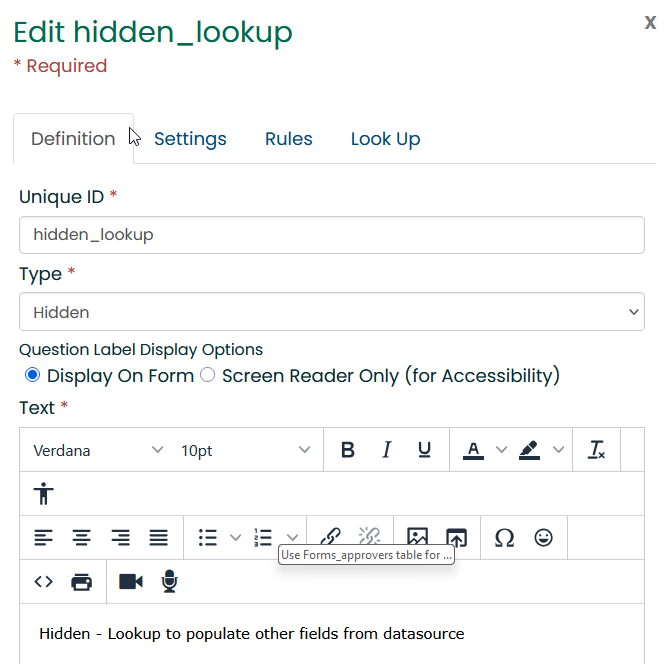 Edit hidden_lookup
X
* Required
Definition Settings Rules Look Up
Unique ID *
hidden_lookup
Type *
Hidden
Question Label Display Options
Display On Form Screen Reader Only (for Accessibility)
Text *
Verdana 10pt B I U A Tx
Use Forms_approvers table for ...
Hidden - Lookup to populate other fields from datasource